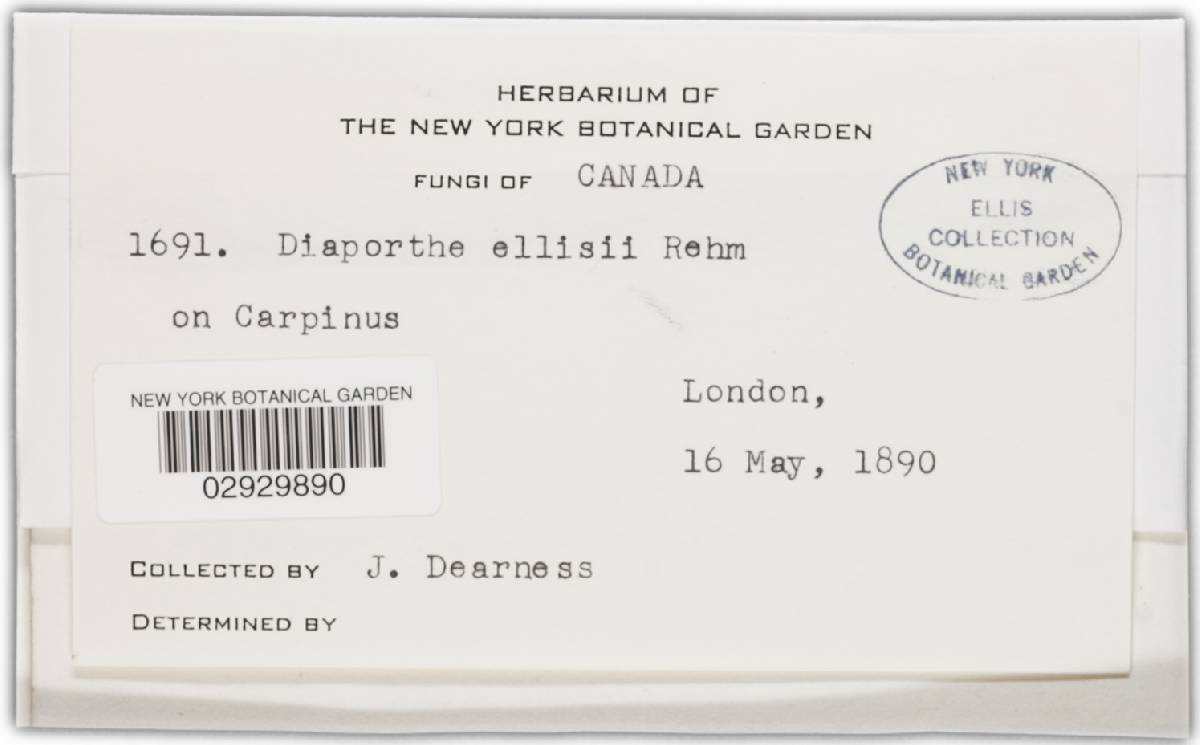 HERBARIUM OF
THE NEW YORK BOTANICAL GARDEN
FUNGI OF CANADA
NEW YORK
ELLIS
COLLECTION
BOTANICAL GARDEN
1691. Diaporthe ellisii Rehm
on Carpinus
NEW YORK BOTANICAL GARDEN
02929890
London,
16 May, 1890
COLLECTED BY J. Dearness
DETERMINED BY